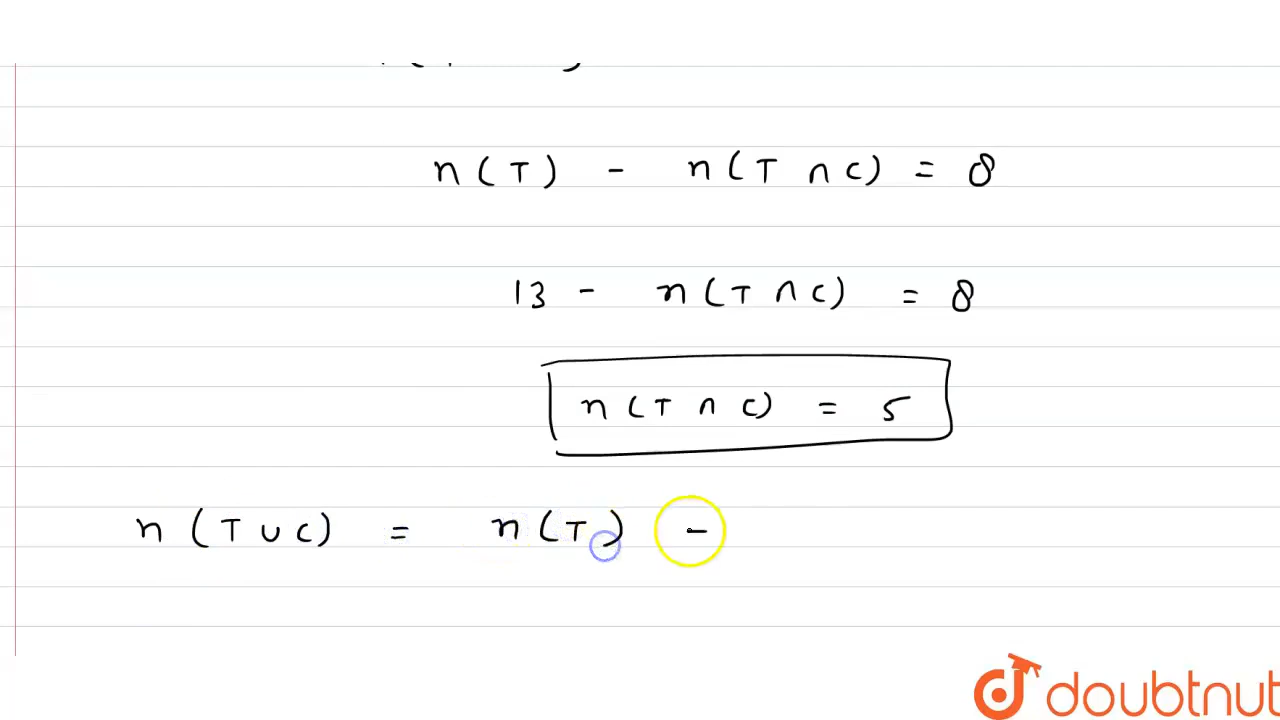 n(T) - n(T ∩ C) = 8
13 - n(T ∩ C) = 8
n(T ∩ C) = 5
n(T ∪ C) = n(T) -
doubtnut